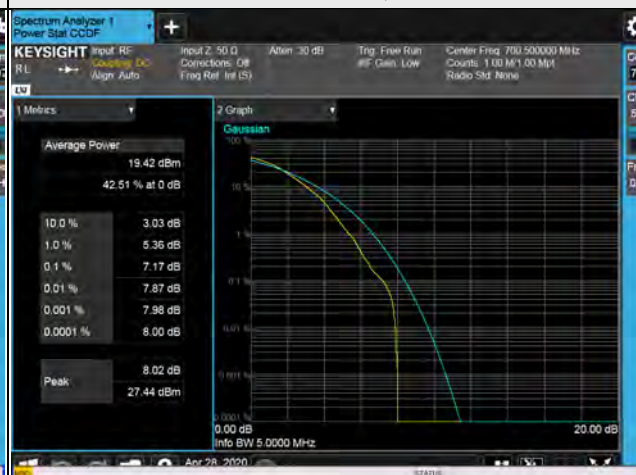 Spectrum Analyzer 1
Power Stat CCDF
+
KEYSIGHT
RL
Input: RF
Coupling: DC
Align: Auto
Input Z: 50 Ω
Corrections: Off
Freq Ref: Int (S)
Atten: 30 dB
Trig: Free Run
#IF Gain: Low
Center Freq: 700.500000 MHz
Counts: 1.00 M/1.00 Mpt
Radio Std: None
1 Metrics
Average Power
19.42 dBm
42.51 % at 0 dB
10.0 % 3.03 dB
1.0 % 5.36 dB
0.1 % 7.17 dB
0.01 % 7.87 dB
0.001 % 7.98 dB
0.0001 % 8.00 dB
Peak
8.02 dB
27.44 dBm
2 Graph
Gaussian
100 %
10 %
1 %
0.1 %
0.01 %
0.001 %
0.0001 %
0.00 dB
20.00 dB
Info BW 5.0000 MHz
Apr 28, 2020
STATUS